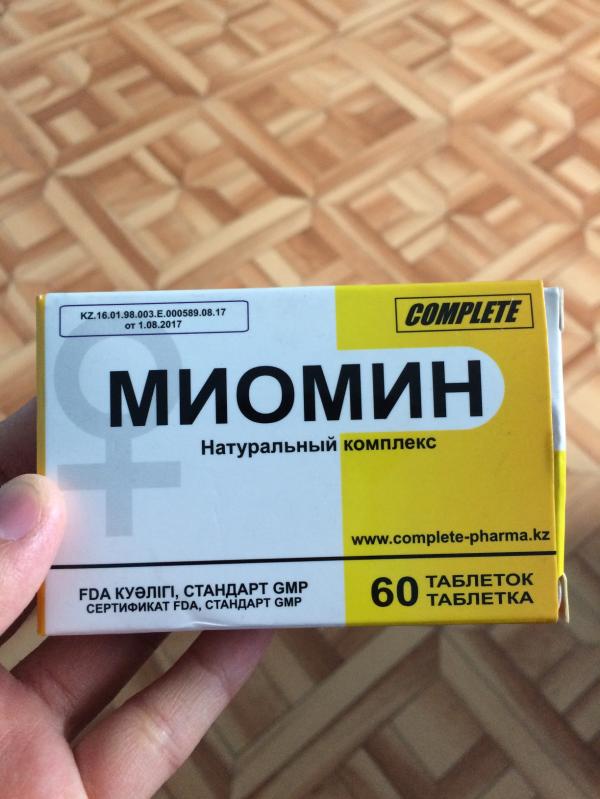 KZ.16.01.98.003.E.000589.08.17
от 1.08.2017
COMPLETE
МИОМИН
Натуральный комплекс
www.complete-pharma.kz
FDA КУӘЛІГІ, СТАНДАРТ GMP
СЕРТИФИКАТ FDA, СТАНДАРТ GMP
60 ТАБЛЕТОК
ТАБЛЕТКА